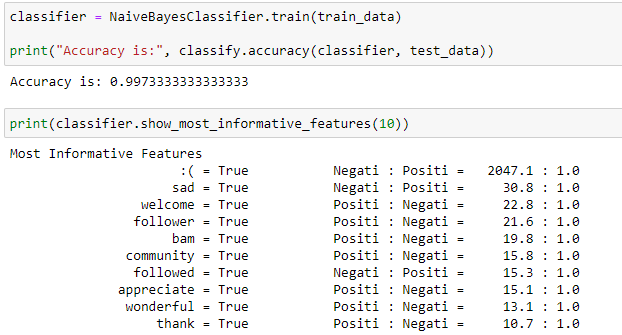 classifier = NaiveBayesClassifier.train(train_data)
print("Accuracy is:", classify.accuracy(classifier, test_data))
Accuracy is: 0.9973333333333333
print(classifier.show_most_informative_features(10))
Most Informative Features
:( = True Negati : Positi = 2047.1 : 1.0
sad = True Negati : Positi = 30.8 : 1.0
welcome = True Positi : Negati = 22.8 : 1.0
follower = True Positi : Negati = 21.6 : 1.0
bam = True Positi : Negati = 19.8 : 1.0
community = True Positi : Negati = 15.8 : 1.0
followed = True Negati : Positi = 15.3 : 1.0
appreciate = True Positi : Negati = 15.1 : 1.0
wonderful = True Positi : Negati = 13.1 : 1.0
thank = True Positi : Negati = 10.7 : 1.0